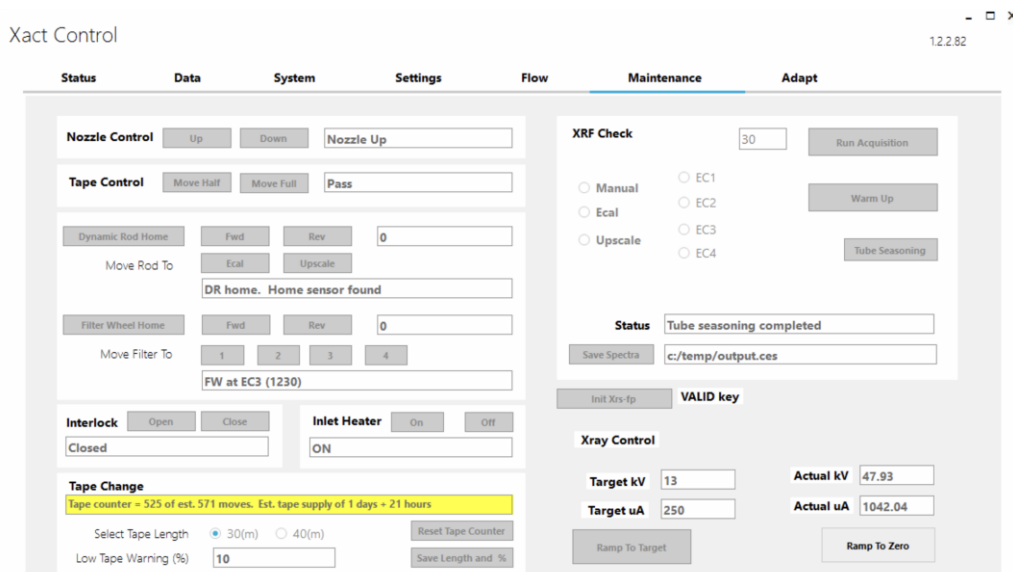 Xact Control
1.2.2.82
Status Data System Settings Flow Maintenance Adapt
Nozzle Control Up Down Nozzle Up
Tape Control Move Half Move Full Pass
Dynamic Rod Home Fwd Rev 0
Move Rod To Ecal Upscale
DR home.  Home sensor found
Filter Wheel Home Fwd Rev 0
Move Filter To 1 2 3 4
FW at EC3 (1230)
Interlock Open Close
Closed
Inlet Heater On Off
ON
Tape Change
Tape counter = 525 of est. 571 moves.  Est. tape supply of 1 days + 21 hours
Select Tape Length 30(m) 40(m) Reset Tape Counter
Low Tape Warning (%) 10 Save Length and  %
XRF Check 30 Run Acquisition
Manual
Ecal
Upscale
EC1
EC2
EC3
EC4
Warm Up
Tube Seasoning
Status Tube seasoning completed
Save Spectra c:/temp/output.ces
Init Xrs-fp VALID key
Xray Control
Target kV 13 Actual kV 47.93
Target uA 250 Actual uA 1042.04
Ramp To Target Ramp To Zero